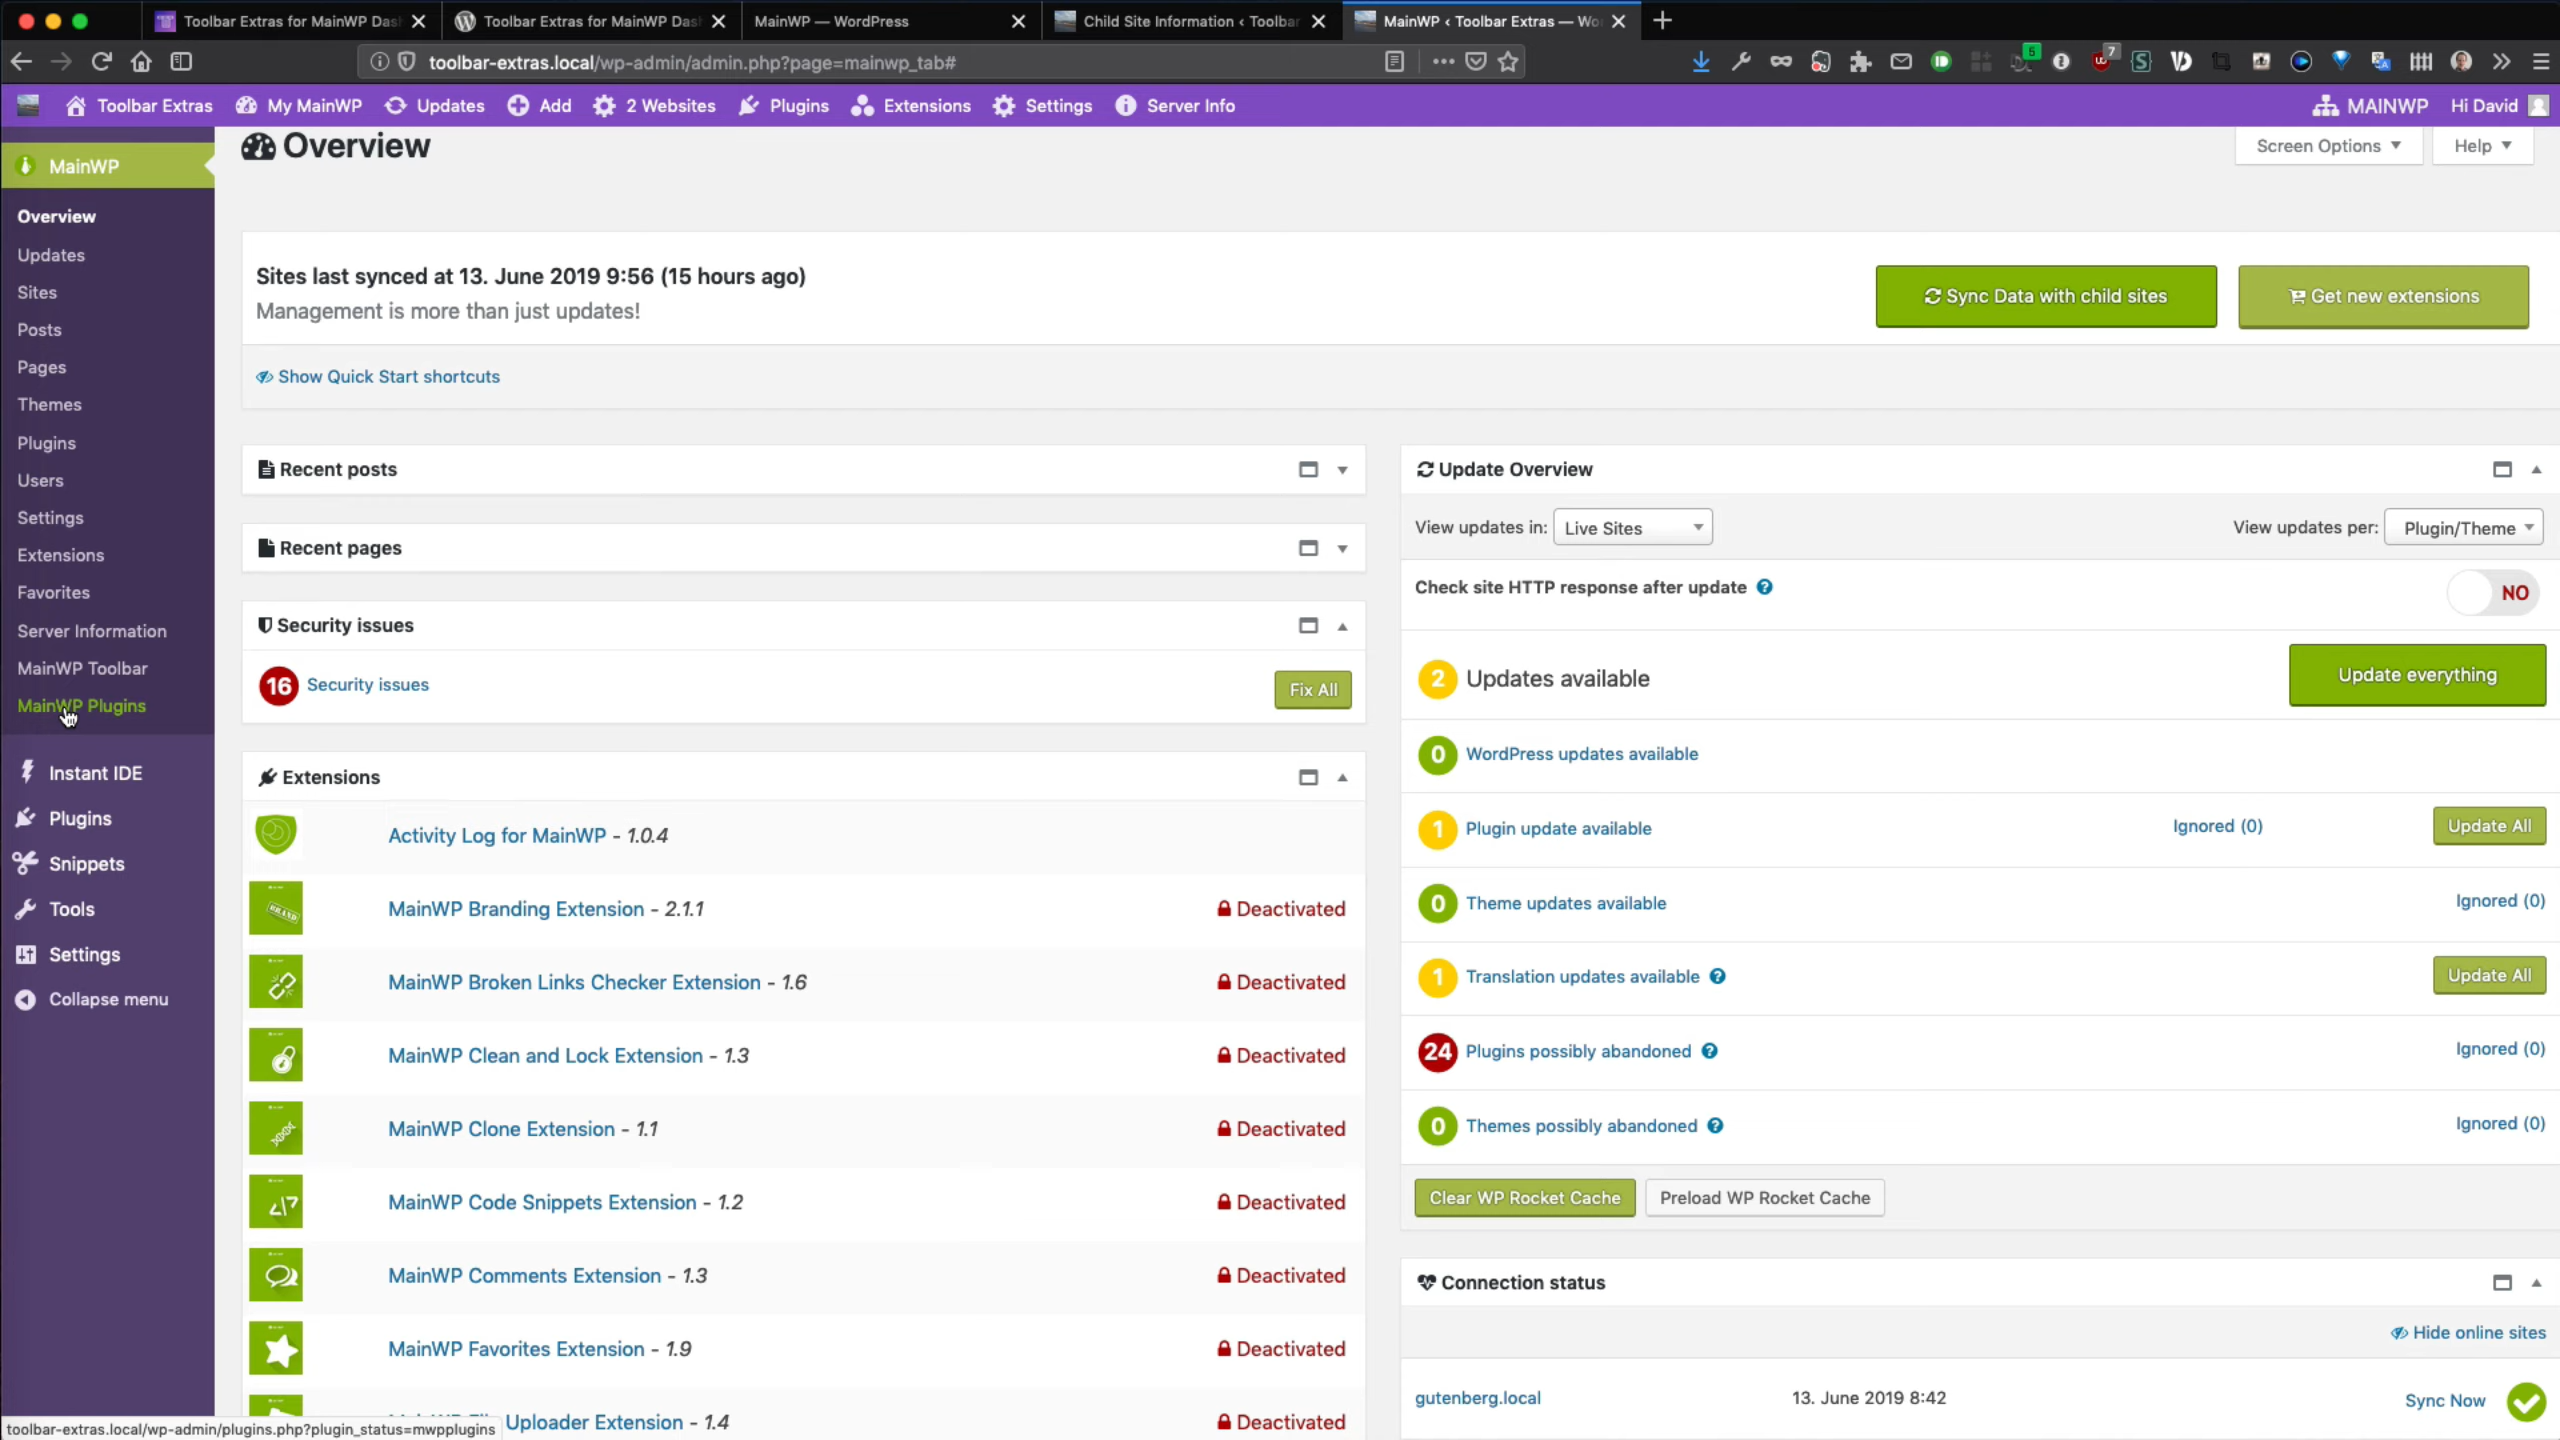 Toolbar Extras for MainWP Das
Toolbar Extras for MainWP Das
MainWP — WordPress
Child Site Information ‹ Toolbar
MainWP ‹ Toolbar Extras — Wo
toolbar-extras.local/wp-admin/admin.php?page=mainwp_tab#
5
7
Toolbar Extras
My MainWP
Updates
Add
2 Websites
Plugins
Extensions
Settings
Server Info
MAINWP
Hi David
MainWP
Overview
Updates
Sites
Posts
Pages
Themes
Plugins
Users
Settings
Extensions
Favorites
Server Information
MainWP Toolbar
MainWP Plugins
Instant IDE
Plugins
Snippets
Tools
Settings
Collapse menu
Overview
Screen Options
Help
Sites last synced at 13. June 2019 9:56 (15 hours ago)
Management is more than just updates!
Sync Data with child sites
Get new extensions
Show Quick Start shortcuts
Recent posts
Recent pages
Security issues
16 Security issues
Fix All
Extensions
Activity Log for MainWP - 1.0.4
MainWP Branding Extension - 2.1.1
Deactivated
MainWP Broken Links Checker Extension - 1.6
Deactivated
MainWP Clean and Lock Extension - 1.3
Deactivated
MainWP Clone Extension - 1.1
Deactivated
MainWP Code Snippets Extension - 1.2
Deactivated
MainWP Comments Extension - 1.3
Deactivated
MainWP Favorites Extension - 1.9
Deactivated
Uploader Extension - 1.4
Deactivated
Update Overview
View updates in: Live Sites
View updates per: Plugin/Theme
Check site HTTP response after update
NO
2 Updates available
Update everything
0 WordPress updates available
1 Plugin update available
Ignored (0)
Update All
0 Theme updates available
Ignored (0)
1 Translation updates available
Update All
24 Plugins possibly abandoned
Ignored (0)
0 Themes possibly abandoned
Ignored (0)
Clear WP Rocket Cache
Preload WP Rocket Cache
Connection status
Hide online sites
gutenberg.local
13. June 2019 8:42
Sync Now
toolbar-extras.local/wp-admin/plugins.php?plugin_status=mwpplugins